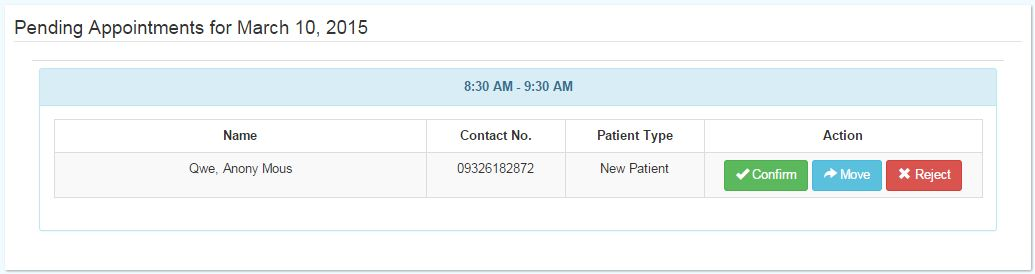 Pending Appointments for March 10, 2015
8:30 AM - 9:30 AM
Name Contact No. Patient Type Action
Qwe, Anony Mous 09326182872 New Patient Confirm Move Reject